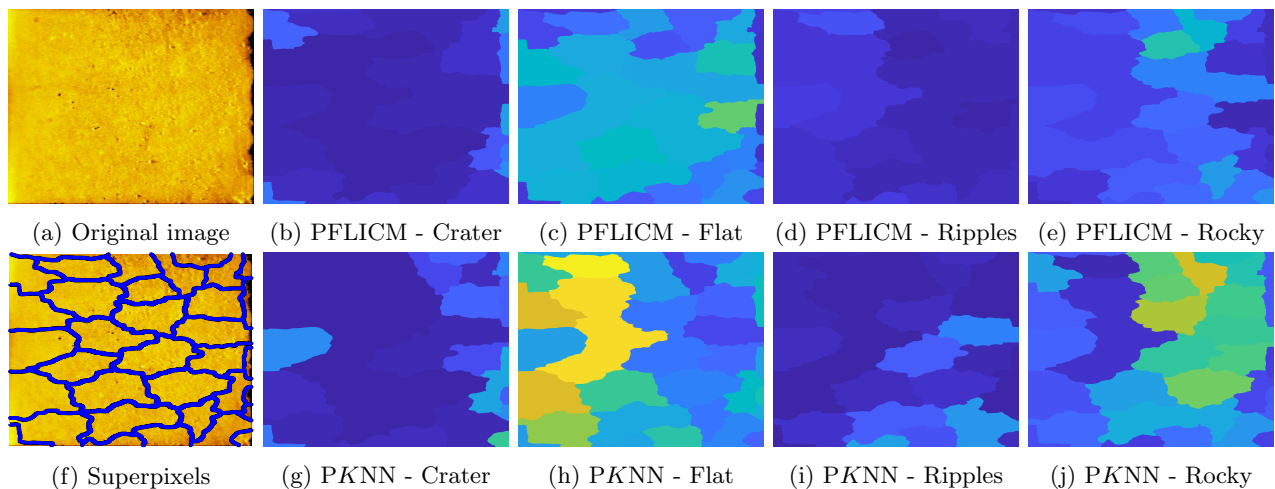 (a) Original image
(b) PFLICM - Crater
(c) PFLICM - Flat
(d) PFLICM - Ripples
(e) PFLICM - Rocky
(f) Superpixels
(g) PKNN - Crater
(h) PKNN - Flat
(i) PKNN - Ripples
(j) PKNN - Rocky